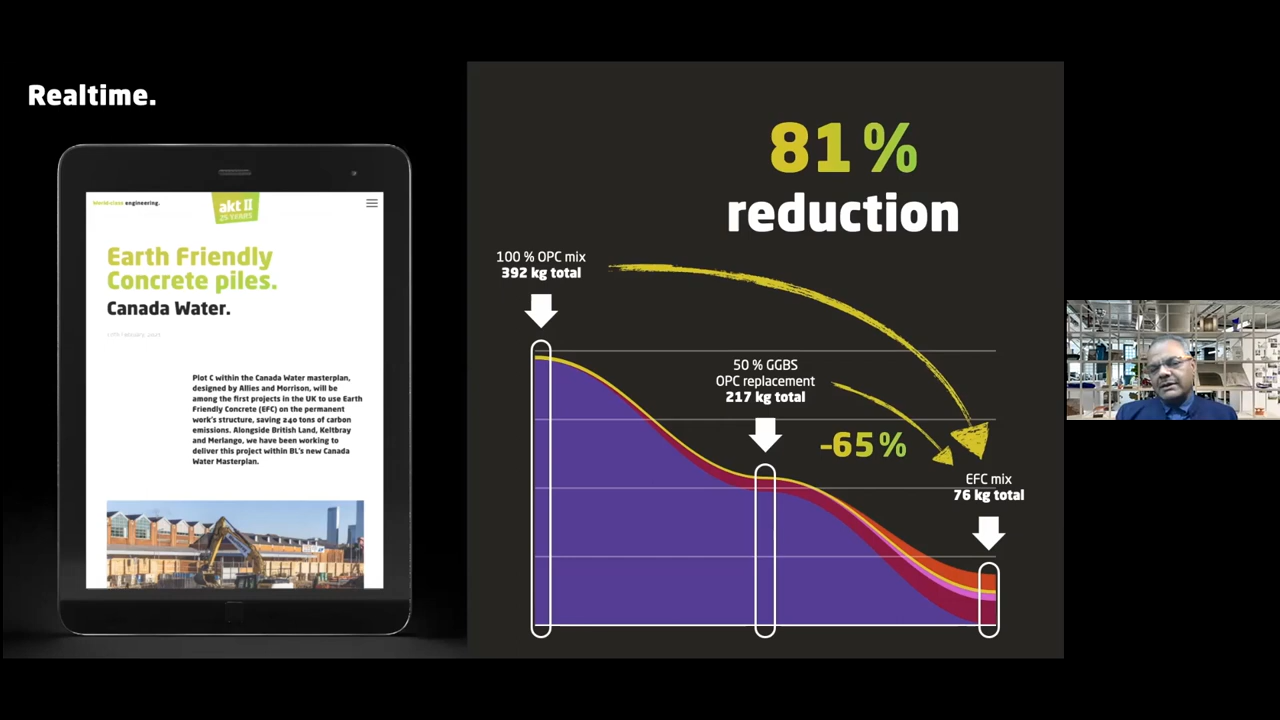 Realtime.
World class engineering.
akt II
25 YEARS
Earth Friendly
Concrete piles.
Canada Water.
Plot C within the Canada Water masterplan,
designed by Allies and Morrison, will be
among the first projects in the UK to use Earth
Friendly Concrete (EFC) on the permanent
work's structure, saving 240 tons of carbon
emissions. Alongside British Land, Keltbray
and Merlango, we have been working to
deliver this project within BL's new Canada
Water Masterplan.
81%
reduction
100 % OPC mix
392 kg total
50 % GGBS
OPC replacement
217 kg total
-65%
EFC mix
76 kg total